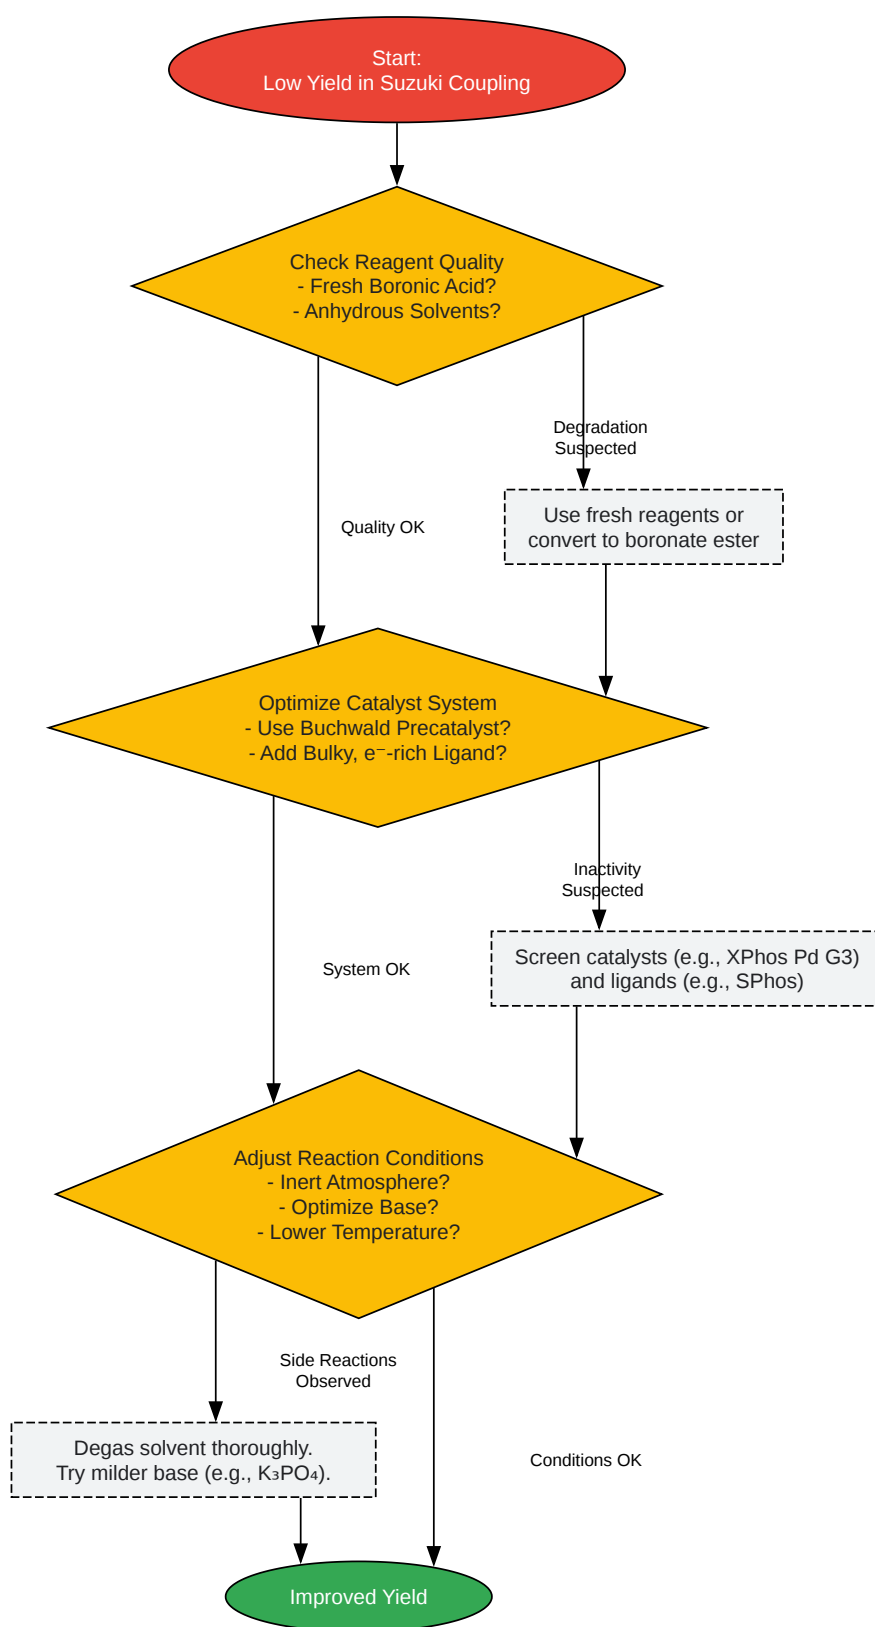 Start:
Low Yield in Suzuki Coupling
Check Reagent Quality
- Fresh Boronic Acid?
- Anhydrous Solvents?
Degradation
Suspected
Quality OK
Use fresh reagents or
convert to boronate ester
Optimize Catalyst System
- Use Buchwald Precatalyst?
- Add Bulky, e⁻-rich Ligand?
Inactivity
Suspected
System OK
Screen catalysts (e.g., XPhos Pd G3)
and ligands (e.g., SPhos)
Adjust Reaction Conditions
- Inert Atmosphere?
- Optimize Base?
- Lower Temperature?
Side Reactions
Observed
Conditions OK
Degas solvent thoroughly.
Try milder base (e.g., K₃PO₄).
Improved Yield